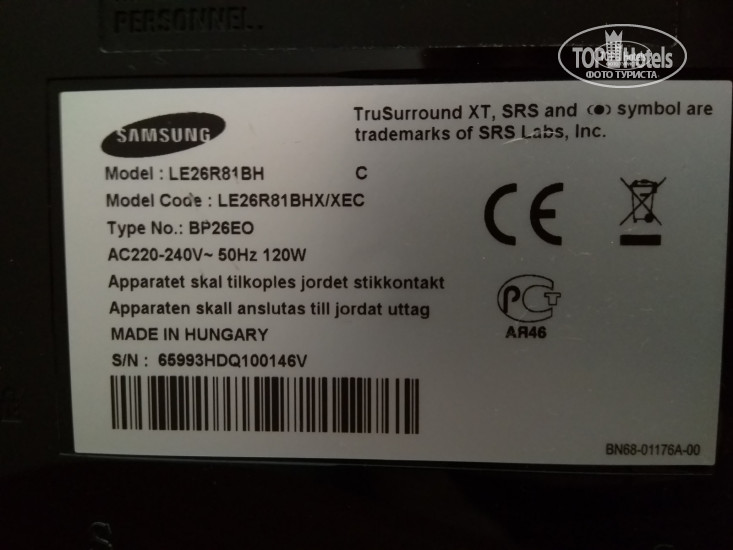 PERSONNEL.
TOP Hotels
ФОТО ТУРИСТА
SAMSUNG
TruSurround XT, SRS and (●) symbol are
trademarks of SRS Labs, Inc.
Model : LE26R81BH C
Model Code : LE26R81BHX/XEC
Type No.: BP26EO
AC220-240V~ 50Hz 120W
Apparatet skal tilkoples jordet stikkontakt
Apparaten skall anslutas till jordat uttag
MADE IN HUNGARY
S/N : 65993HDQ100146V
CE
РСТ
АЯ46
BN68-01176A-00
S